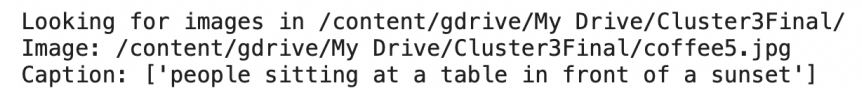 Looking for images in /content/gdrive/My Drive/Cluster3Final/
Image: /content/gdrive/My Drive/Cluster3Final/coffee5.jpg
Caption: ['people sitting at a table in front of a sunset']